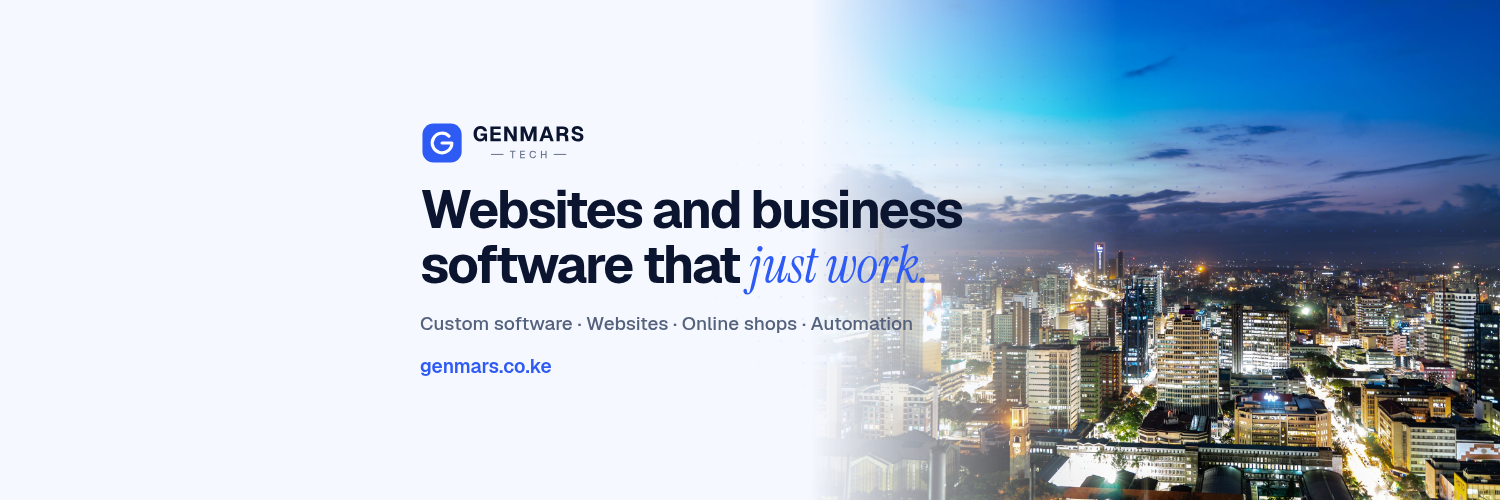 GENMARS
TECH
Websites and business
software that just work.
Custom software · Websites · Online shops · Automation
genmars.co.ke